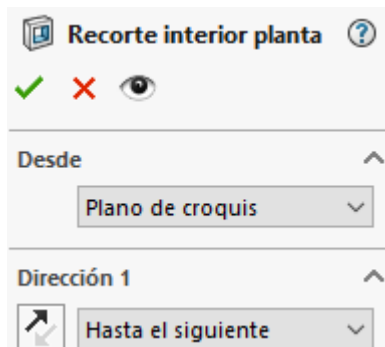 Recorte interior planta ?
Desde
Plano de croquis
Dirección 1
Hasta el siguiente